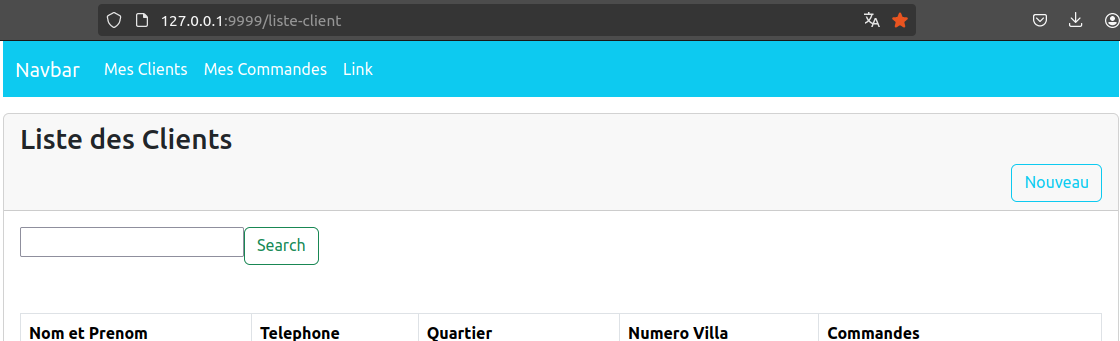 127.0.0.1:9999/liste-client
Navbar Mes Clients Mes Commandes Link
Liste des Clients
Nouveau
Search
Nom et Prenom Telephone Quartier Numero Villa Commandes